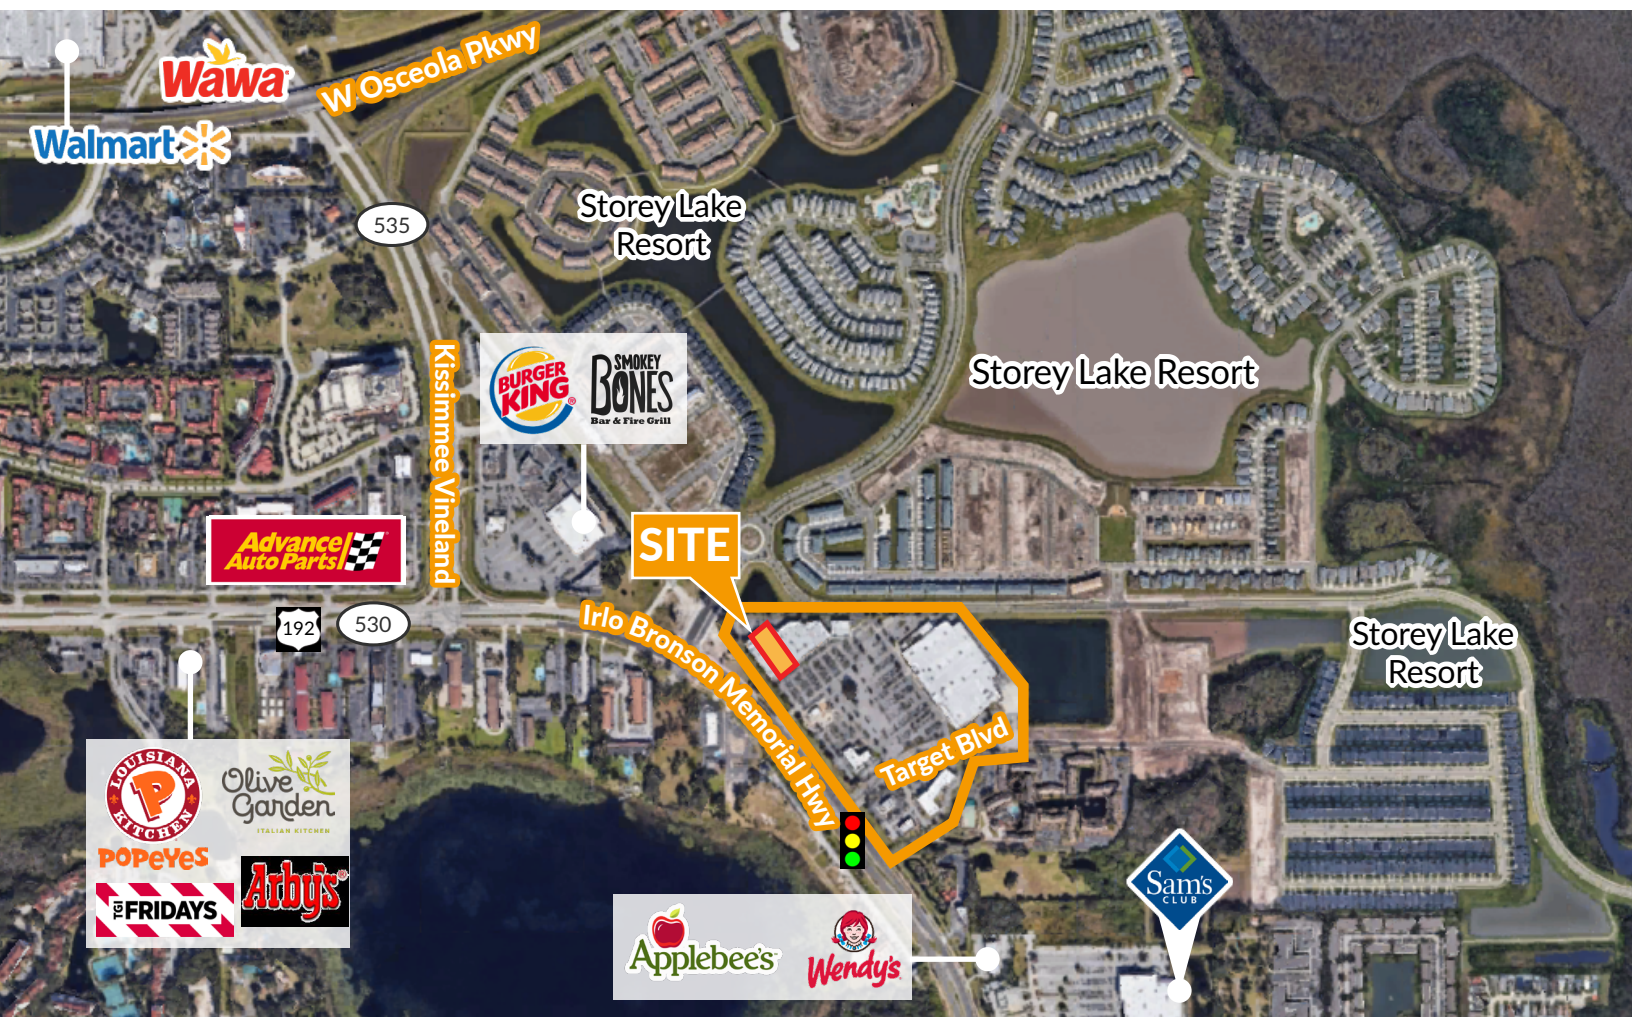 W Osceola Pkwy
Wawa
Walmart
535
Storey Lake
Resort
Kissimmee Vineland
BURGER
KING
SMOKEY
BONES
Bar & Fire Grill
Storey Lake Resort
Advance
Auto Parts
SITE
192
530
Irlo Bronson Memorial Hwy
Storey Lake
Resort
Target Blvd
LOUISIANA
KITCHEN
POPEYES
Olive
Garden
ITALIAN KITCHEN
TGI FRIDAYS
Arby's
Applebee's
Wendy's
Sam's
CLUB